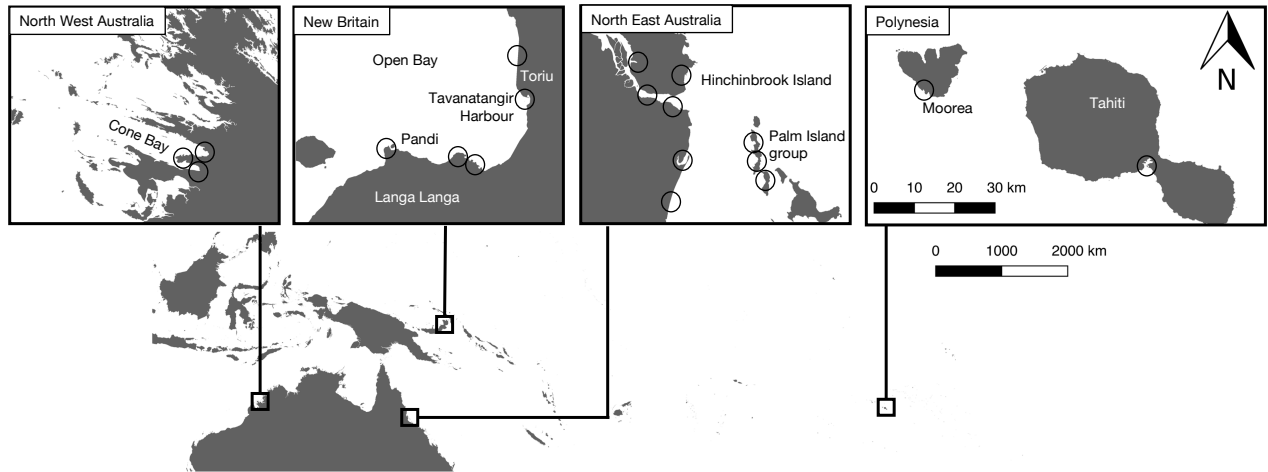 North West Australia
Cone Bay
New Britain
Open Bay
Toriu
Tavanatangir
Harbour
Pandi
Langa Langa
North East Australia
Hinchinbrook Island
Palm Island
group
Polynesia
Moorea
Tahiti
N
0 10 20 30 km
0 1000 2000 km